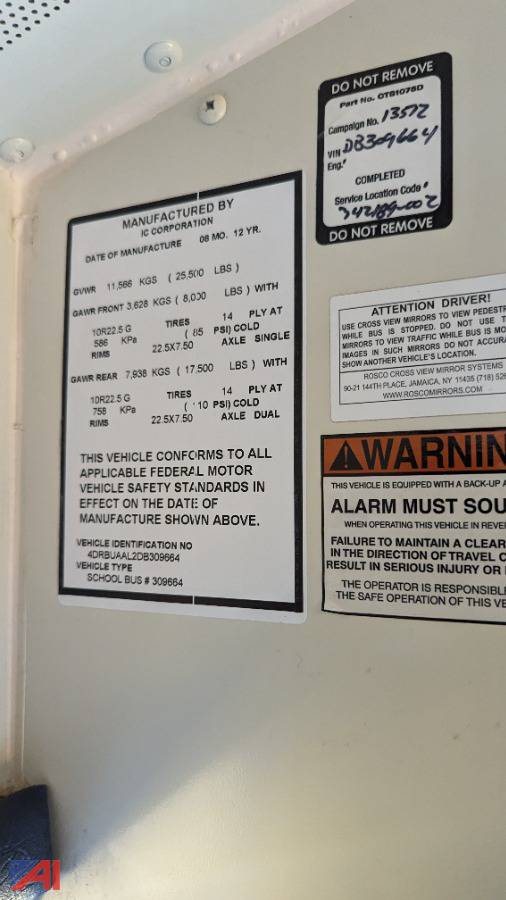 MANUFACTURED BY
IC CORPORATION
DATE OF MANUFACTURE 06 MO. 12 YR.
GVWR 11,566 KGS ( 25,500 LBS )
GAWR FRONT 3,628 KGS ( 8,000 LBS ) WITH
10R22.5 G TIRES 14 PLY AT
586 KPa ( 85 PSI) COLD
RIMS 22.5X7.50 AXLE SINGLE
GAWR REAR 7,938 KGS ( 17,500 LBS ) WITH
10R22.5 G TIRES 14 PLY AT
758 KPa ( 10 PSI) COLD
RIMS 22.5X7.50 AXLE DUAL
THIS VEHICLE CONFORMS TO ALL
APPLICABLE FEDERAL MOTOR
VEHICLE SAFETY STANDARDS IN
EFFECT ON THE DATE OF
MANUFACTURE SHOWN ABOVE.
VEHICLE IDENTIFICATION NO
4DRBUAAL2DB309664
VEHICLE TYPE
SCHOOL BUS # 309664
DO NOT REMOVE
Part No. CTS1075D
Campaign No. 13512
VIN DB309664
Eng.
COMPLETED
Service Location Code
DO NOT REMOVE
ATTENTION DRIVER!
USE CROSS VIEW MIRRORS TO VIEW PEDESTR
WHILE BUS IS STOPPED. DO NOT USE T
MIRRORS TO VIEW TRAFFIC WHILE BUS IS MO
IMAGES IN SUCH MIRRORS DO NOT ACCURA
SHOW ANOTHER VEHICLE'S LOCATION.
ROSCO CROSS VIEW MIRROR SYSTEMS
90-21 144TH PLACE, JAMAICA, NY 11435 (718) 526
WWW.ROSCOMIRRORS.COM
WARNIN
THIS VEHICLE IS EQUIPPED WITH A BACK-UP A
ALARM MUST SOU
WHEN OPERATING THIS VEHICLE IN REVE
FAILURE TO MAINTAIN A CLEAR
IN THE DIRECTION OF TRAVEL C
RESULT IN SERIOUS INJURY OR
THE OPERATOR IS RESPONSIBL
THE SAFE OPERATION OF THIS VE
AI